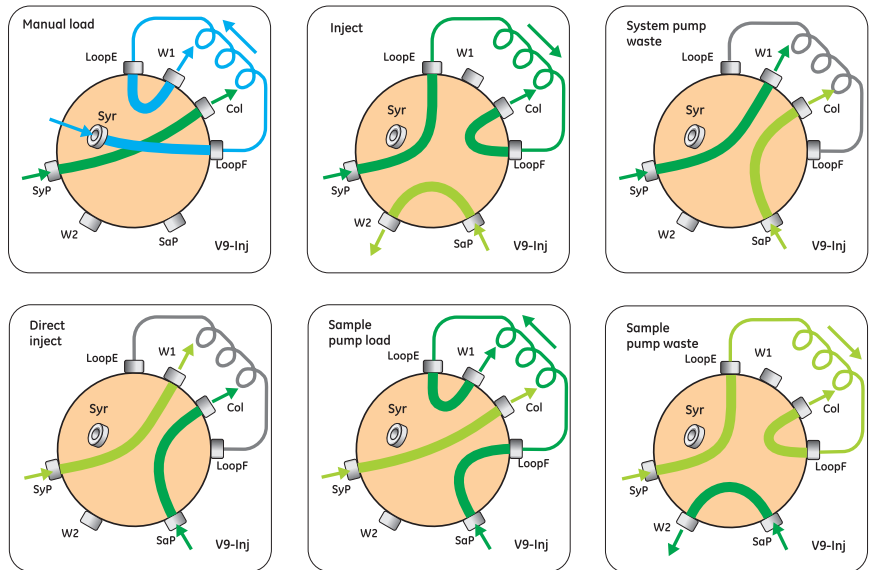 Manual load
LoopE
W1
Syr
Col
LoopF
SyP
W2
SaP
V9-Inj
Inject
LoopE
W1
Syr
Col
LoopF
SyP
W2
SaP
V9-Inj
System pump
waste
LoopE
W1
Syr
Col
LoopF
SyP
W2
SaP
V9-Inj
Direct
inject
LoopE
W1
Syr
Col
LoopF
SyP
W2
SaP
V9-Inj
Sample
pump load
LoopE
W1
Syr
Col
LoopF
SyP
W2
SaP
V9-Inj
Sample
pump waste
LoopE
W1
Syr
Col
LoopF
SyP
W2
SaP
V9-Inj